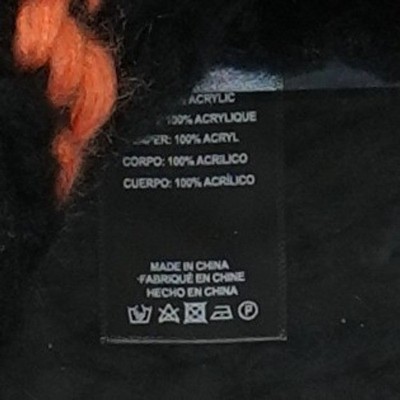 ACRYLIC
: 100% ACRYLIQUE
PER: 100% ACRYL
CORPO: 100% ACRILICO
CUERPO: 100% ACRÍLICO
MADE IN CHINA
FABRIQUÉ EN CHINE
HECHO EN CHINA
P